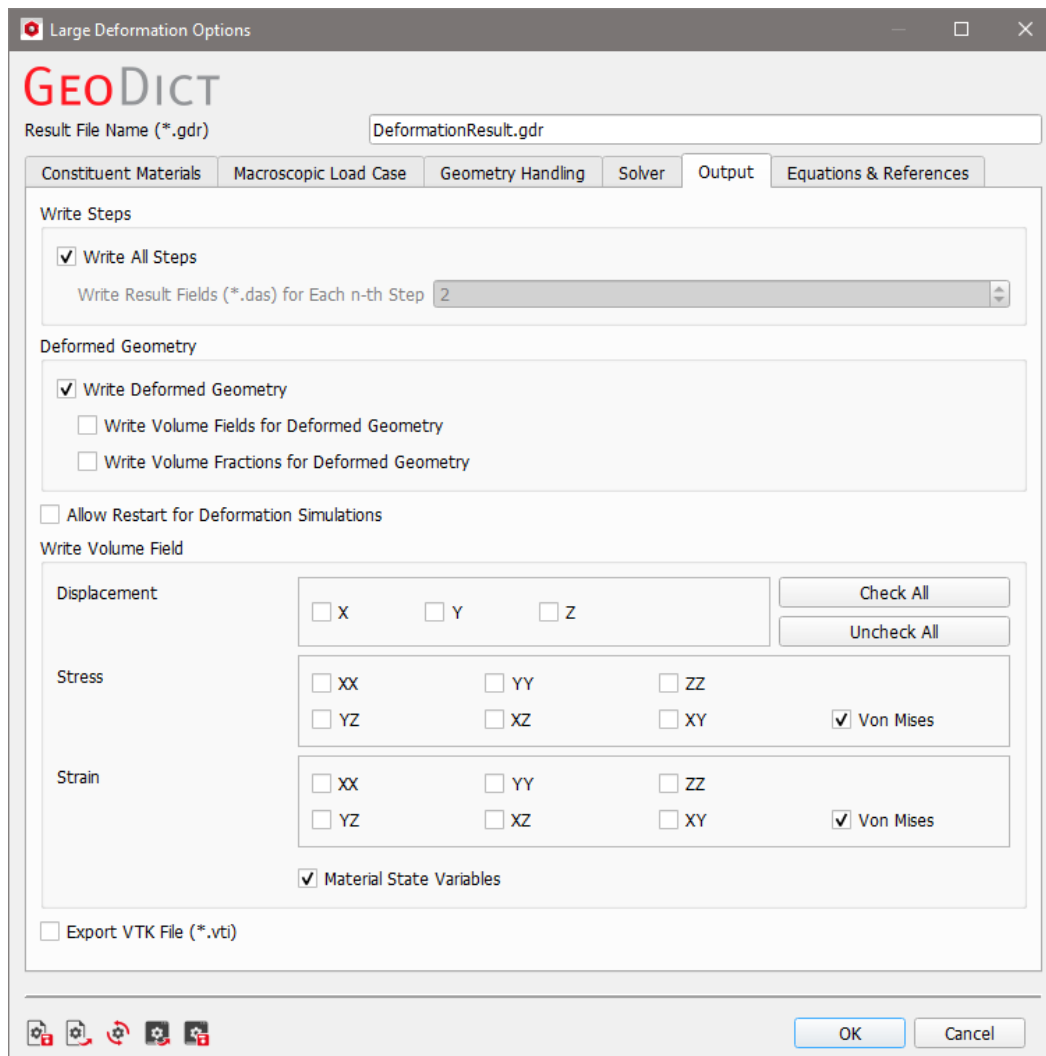 Large Deformation Options
GEODICT
Result File Name (*.gdr) DeformationResult.gdr
Constituent Materials Macroscopic Load Case Geometry Handling Solver Output Equations & References
Write Steps
Write All Steps
Write Result Fields (*.das) for Each n-th Step 2
Deformed Geometry
Write Deformed Geometry
Write Volume Fields for Deformed Geometry
Write Volume Fractions for Deformed Geometry
Allow Restart for Deformation Simulations
Write Volume Field
Displacement X Y Z Check All
Uncheck All
Stress XX YY ZZ
YZ XZ XY Von Mises
Strain XX YY ZZ
YZ XZ XY Von Mises
Material State Variables
Export VTK File (*.vti)
OK Cancel